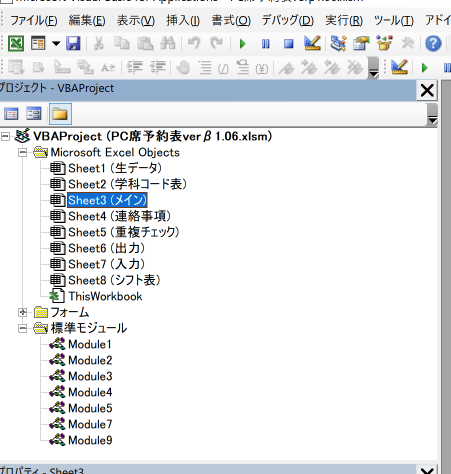 ファイル(F) 編集(E) 表示(V) 挿入(I) 書式(O) デバッグ(D) 実行(R) ツール(T) アドイ
プロジェクト - VBAProject
VBAProject (PC席予約表verβ1.06.xlsm)
Microsoft Excel Objects
Sheet1 (生データ)
Sheet2 (学科コード表)
Sheet3 (メイン)
Sheet4 (連絡事項)
Sheet5 (重複チェック)
Sheet6 (出力)
Sheet7 (入力)
Sheet8 (シフト表)
ThisWorkbook
フォーム
標準モジュール
Module1
Module2
Module3
Module4
Module5
Module7
Module9
プロパティ - Sheet3